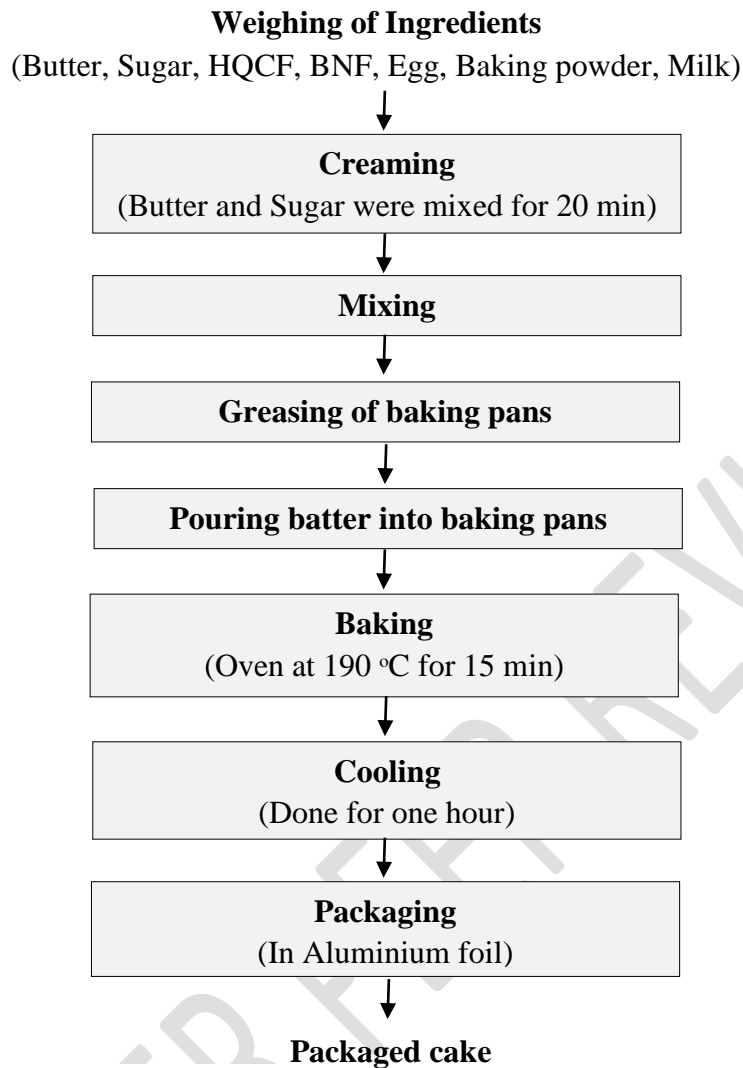 Weighing of Ingredients
(Butter, Sugar, HQCF, BNF, Egg, Baking powder, Milk)
Creaming
(Butter and Sugar were mixed for 20 min)
Mixing
Greasing of baking pans
Pouring batter into baking pans
Baking
(Oven at 190 °C for 15 min)
Cooling
(Done for one hour)
Packaging
(In Aluminium foil)
Packaged cake